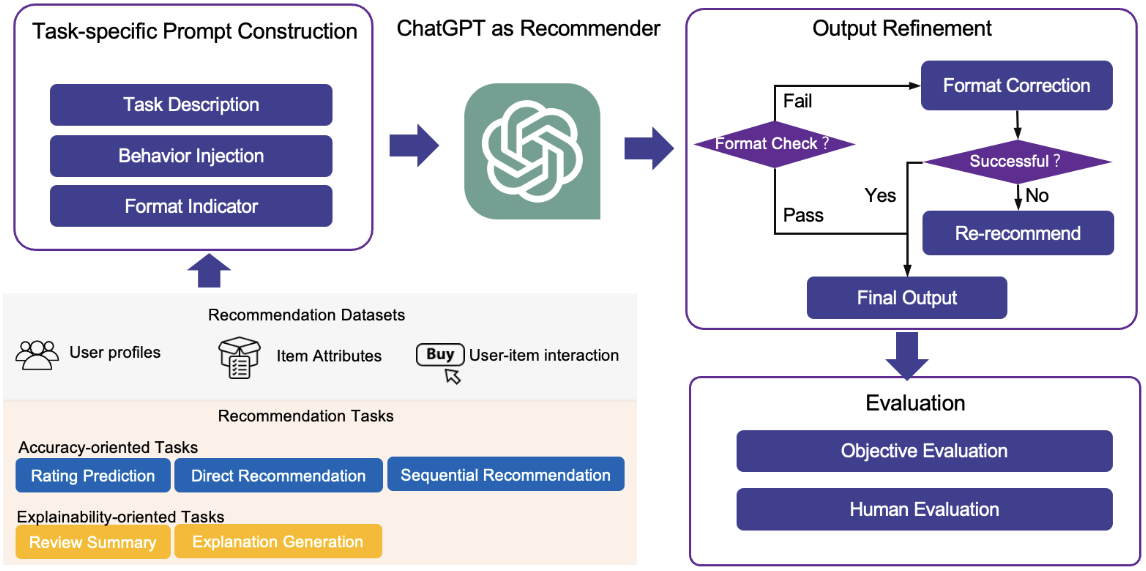 Task-specific Prompt Construction
Task Description
Behavior Injection
Format Indicator
ChatGPT as Recommender
Output Refinement
Format Check ?
Fail
Pass
Format Correction
Successful ?
Yes
No
Re-recommend
Final Output
Recommendation Datasets
User profiles
Item Attributes
Buy
User-item interaction
Recommendation Tasks
Accuracy-oriented Tasks
Rating Prediction
Direct Recommendation
Sequential Recommendation
Explainability-oriented Tasks
Review Summary
Explanation Generation
Evaluation
Objective Evaluation
Human Evaluation